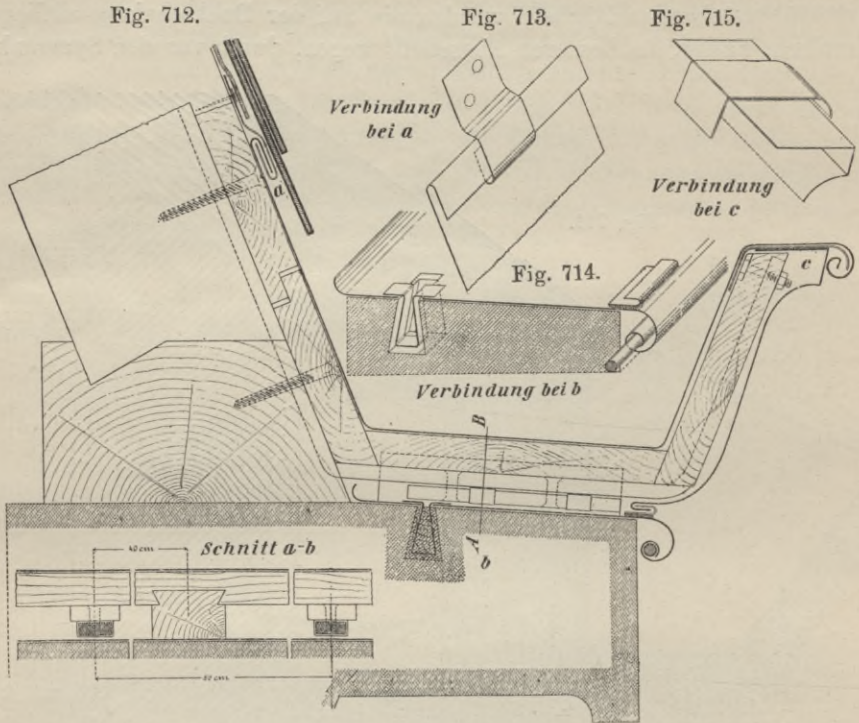 Fig. 712.
Fig. 713.
Fig. 715.
Verbindung
bei a
a
Verbindung
bei c
c
Fig. 714.
Verbindung bei b
B
A
b
Schnitt a-b
40 cm
80 cm